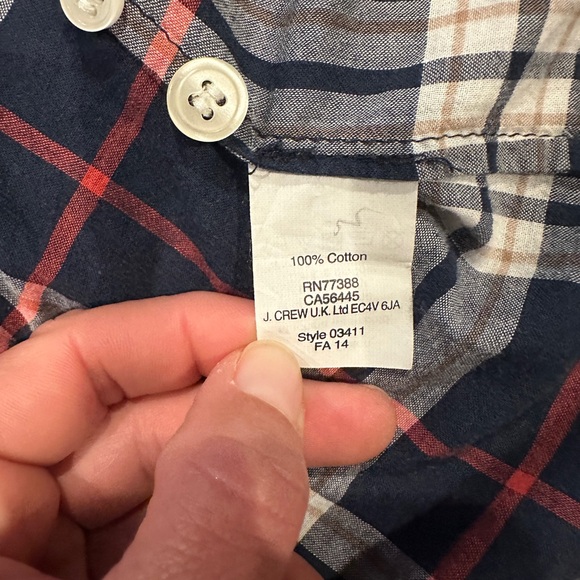 100% Cotton
RN77388
CA56445
J. CREW U.K. Ltd EC4V 6JA
Style 03411
FA 14